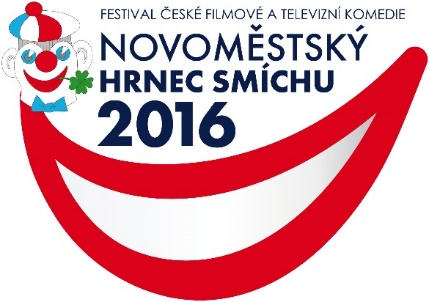 FESTIVAL ČESKÉ FILMOVÉ A TELEVIZNÍ KOMEDIE
NOVOMĚSTSKÝ
HRNEC SMÍCHU
2016